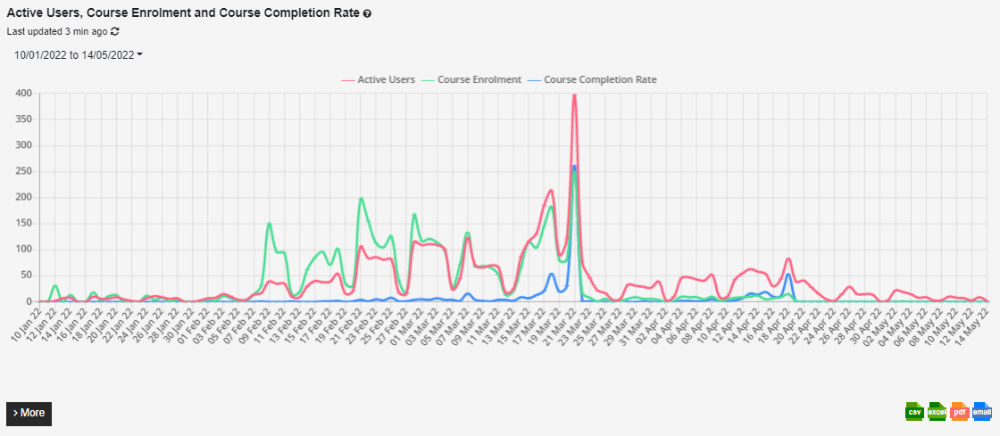 Active Users, Course Enrolment and Course Completion Rate
Last updated 3 min ago
10/01/2022 to 14/05/2022
Active Users Course Enrolment Course Completion Rate
400
350
300
250
200
150
100
50
0
10 Jan 22
12 Jan 22
14 Jan 22
16 Jan 22
18 Jan 22
20 Jan 22
22 Jan 22
24 Jan 22
26 Jan 22
28 Jan 22
30 Jan 22
01 Feb 22
03 Feb 22
05 Feb 22
07 Feb 22
09 Feb 22
11 Feb 22
13 Feb 22
15 Feb 22
17 Feb 22
19 Feb 22
21 Feb 22
23 Feb 22
25 Feb 22
27 Feb 22
01 Mar 22
03 Mar 22
05 Mar 22
07 Mar 22
09 Mar 22
11 Mar 22
13 Mar 22
15 Mar 22
17 Mar 22
19 Mar 22
21 Mar 22
23 Mar 22
25 Mar 22
27 Mar 22
29 Mar 22
31 Mar 22
02 Apr 22
04 Apr 22
06 Apr 22
08 Apr 22
10 Apr 22
12 Apr 22
14 Apr 22
16 Apr 22
18 Apr 22
20 Apr 22
22 Apr 22
24 Apr 22
26 Apr 22
28 Apr 22
30 Apr 22
02 May 22
04 May 22
06 May 22
08 May 22
10 May 22
12 May 22
14 May 22
> More
csv excel pdf email